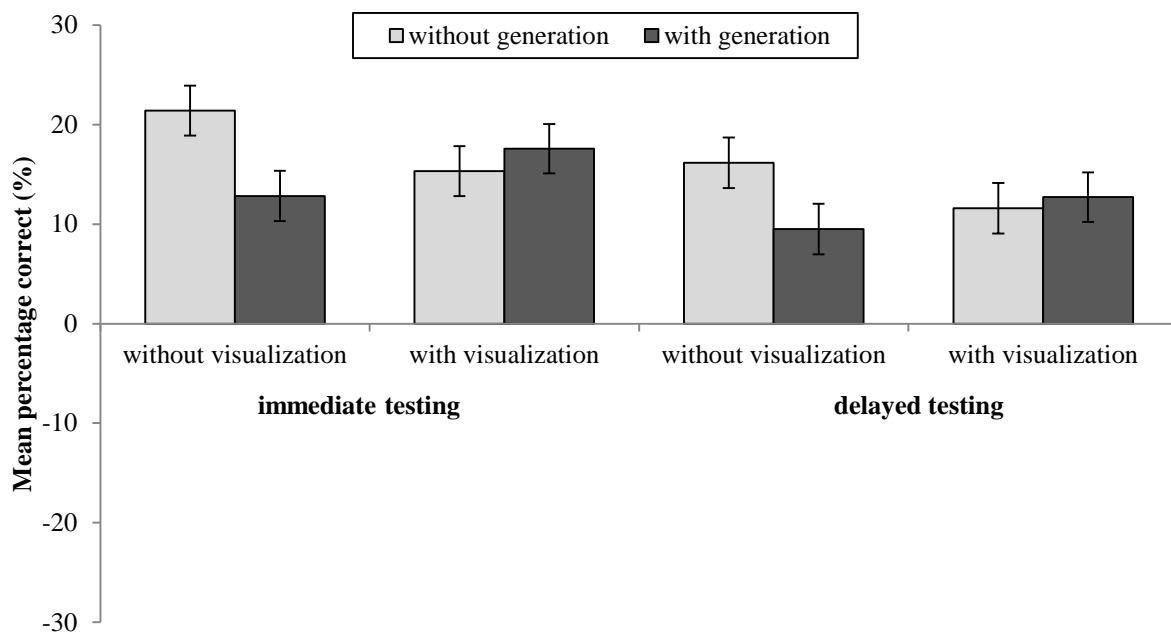 without generation with generation
Mean percentage correct (%)
30
20
10
0
-10
-20
-30
without visualization with visualization without visualization with visualization
immediate testing delayed testing